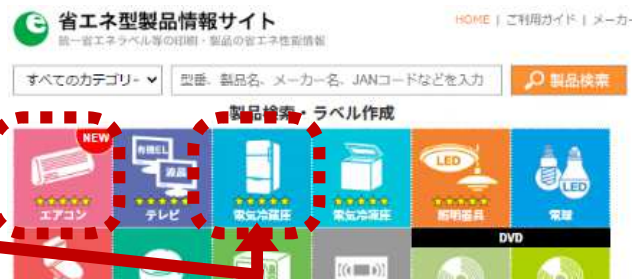 省エネ型製品情報サイト
統一省エネラベル等の印刷・製品の省エネ性能情報
HOME | ご利用ガイド | メーカー
すべてのカテゴリー
型番、製品名、メーカー名、JANコードなどを入力
製品検索
製品検索・ラベル作成
NEW
エアコン
有機EL
液晶
テレビ
電気冷蔵庫
電気冷凍庫
LED
照明器具
LED
電球
DVD